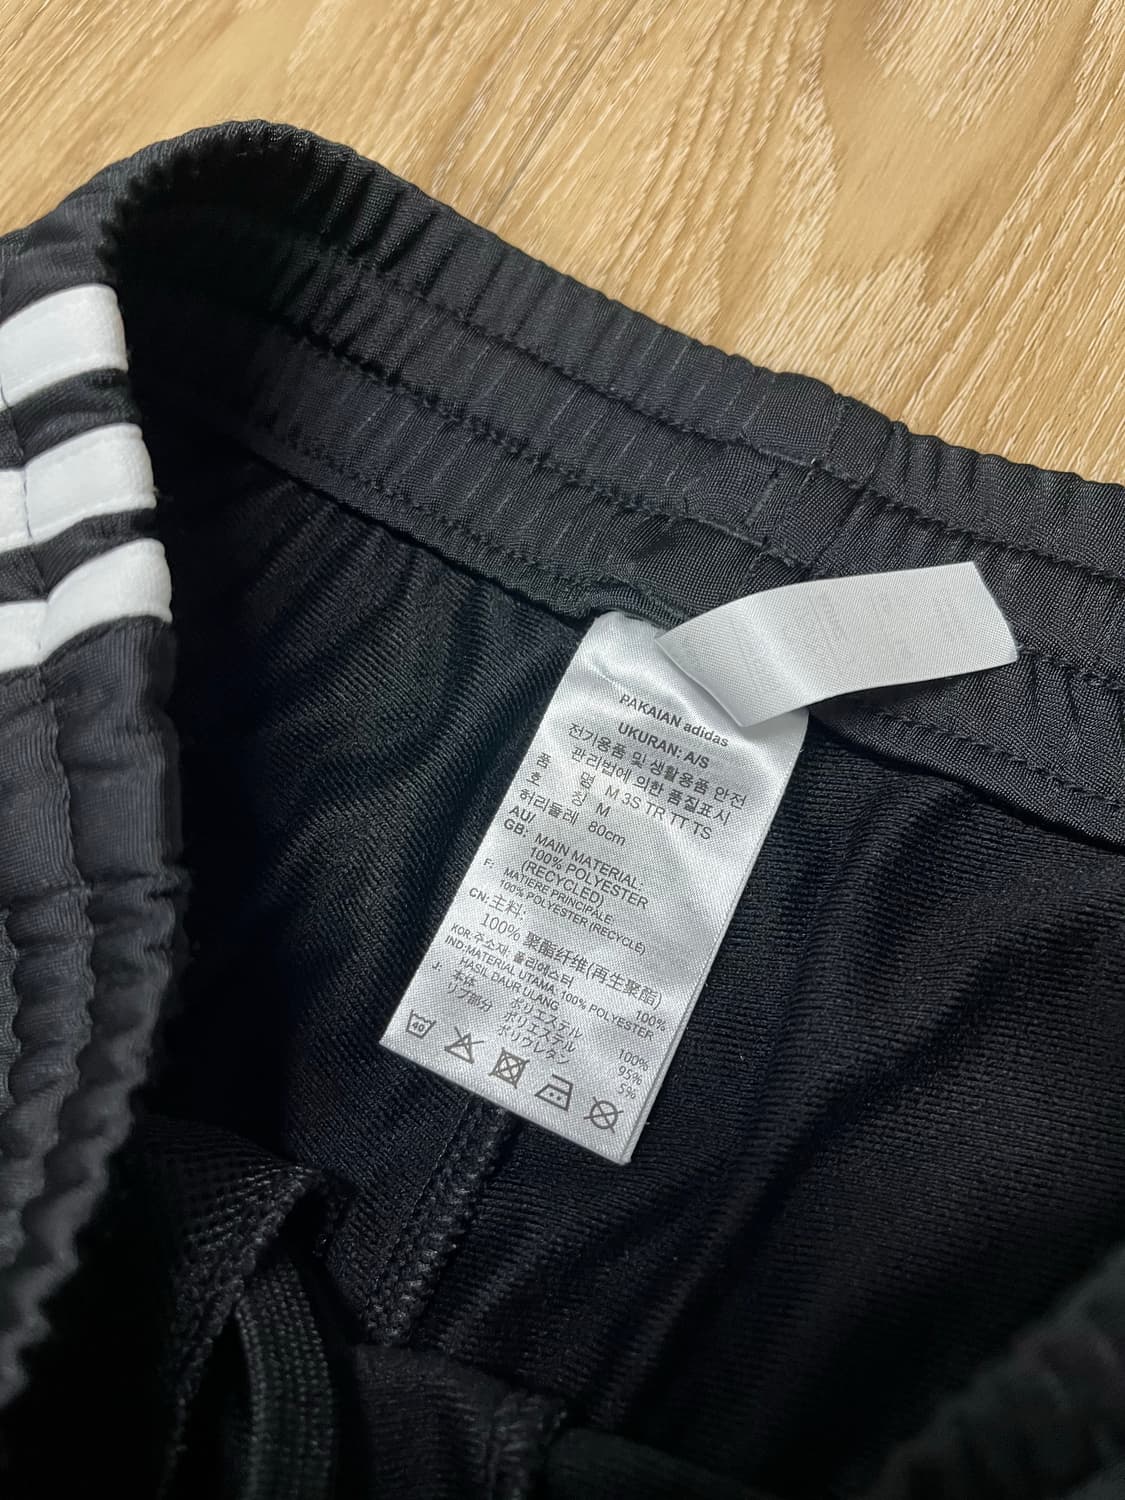 PAKAIAN adidas
UKURAN: A/S
전기용품 및 생활용품 안전
관리법에 의한 품질표시
품 명 M 3S TR TT TS
호 칭 M
허리둘레 80cm
AU/
GB: MAIN MATERIAL:
100% POLYESTER
(RECYCLED)
F: MATIERE PRINCIPALE:
100% POLYESTER (RECYCLÉ)
CN: 主料:
100% 聚酯纤维(再生聚酯)
KOR: 주소재: 폴리에스터 100%
IND: MATERIAL UTAMA: 100% POLYESTER
HASIL DAUR ULANG
J: 本体 ポリエステル 100%
リブ部分 ポリエステル 95%
ポリウレタン 5%
40